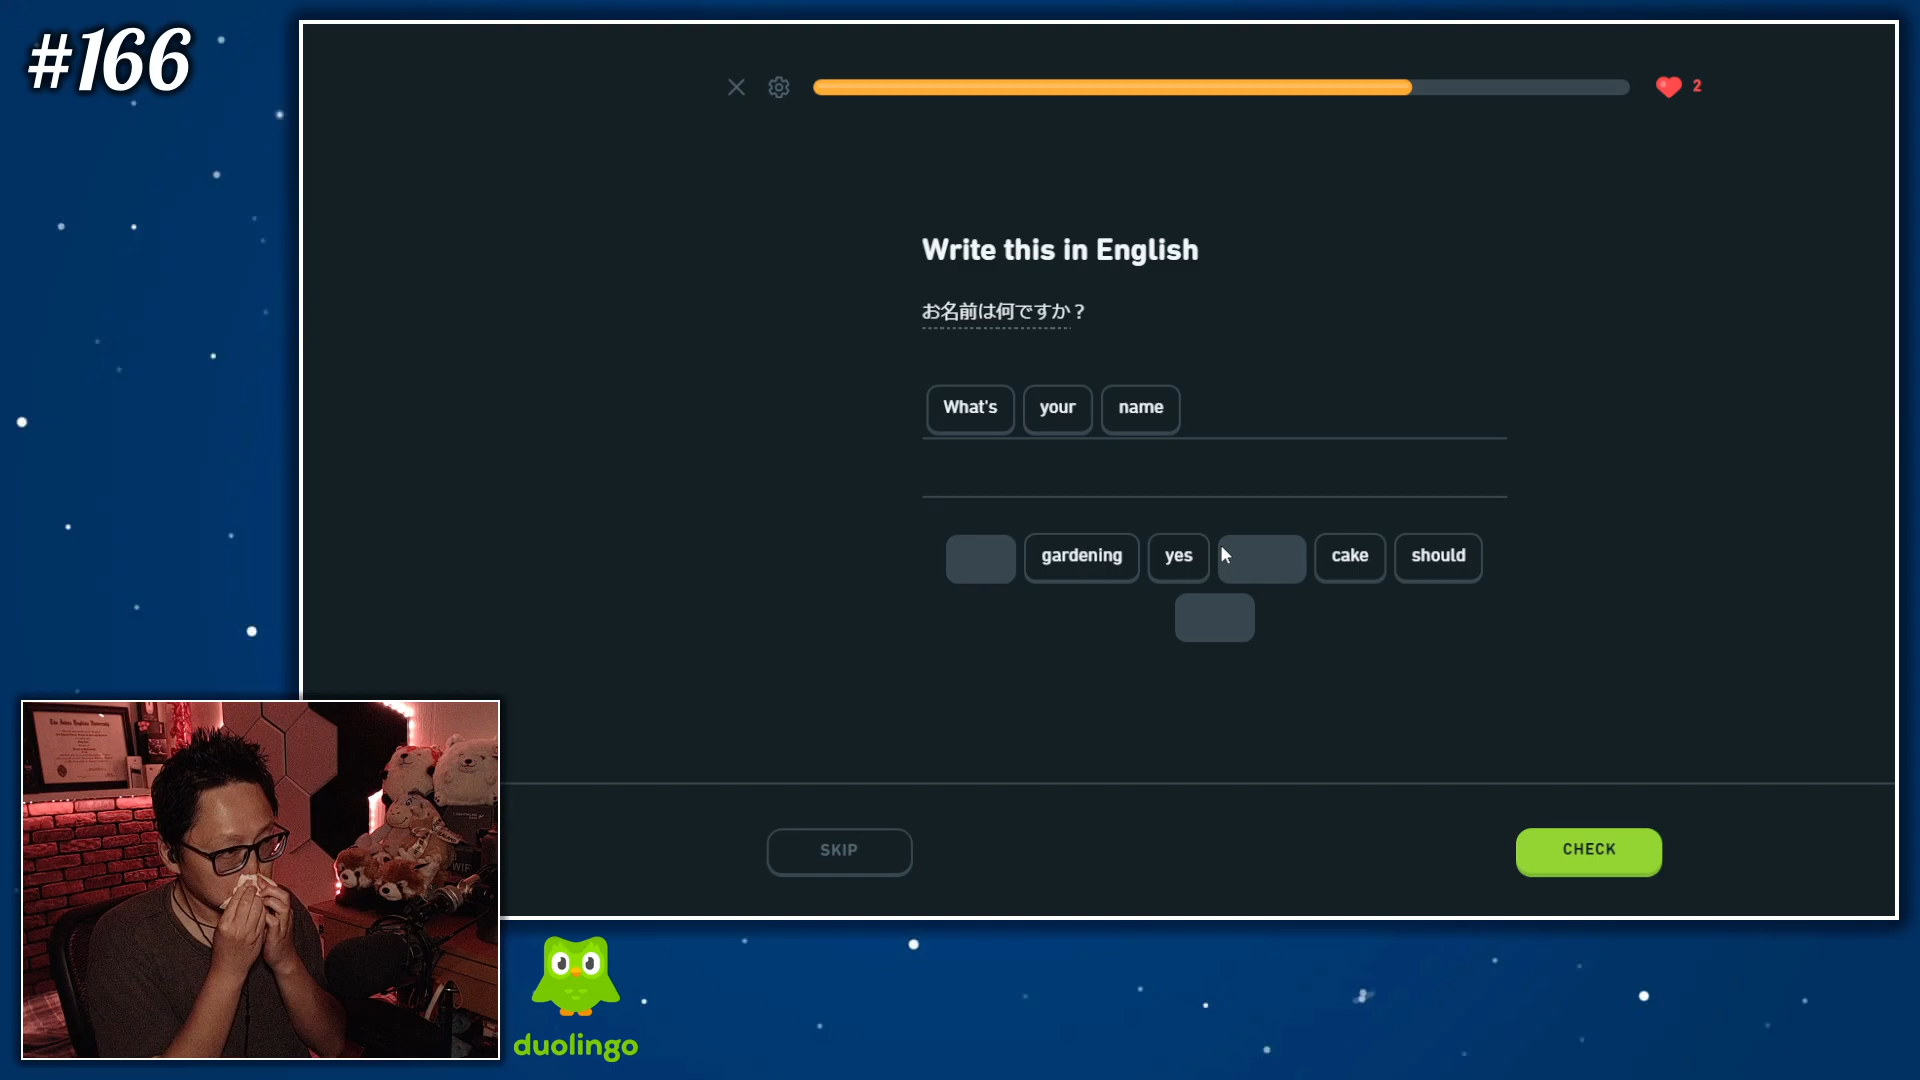 #166
2
Write this in English
お名前は何ですか？
What's your name
gardening yes cake should
SKIP
CHECK
duolingo